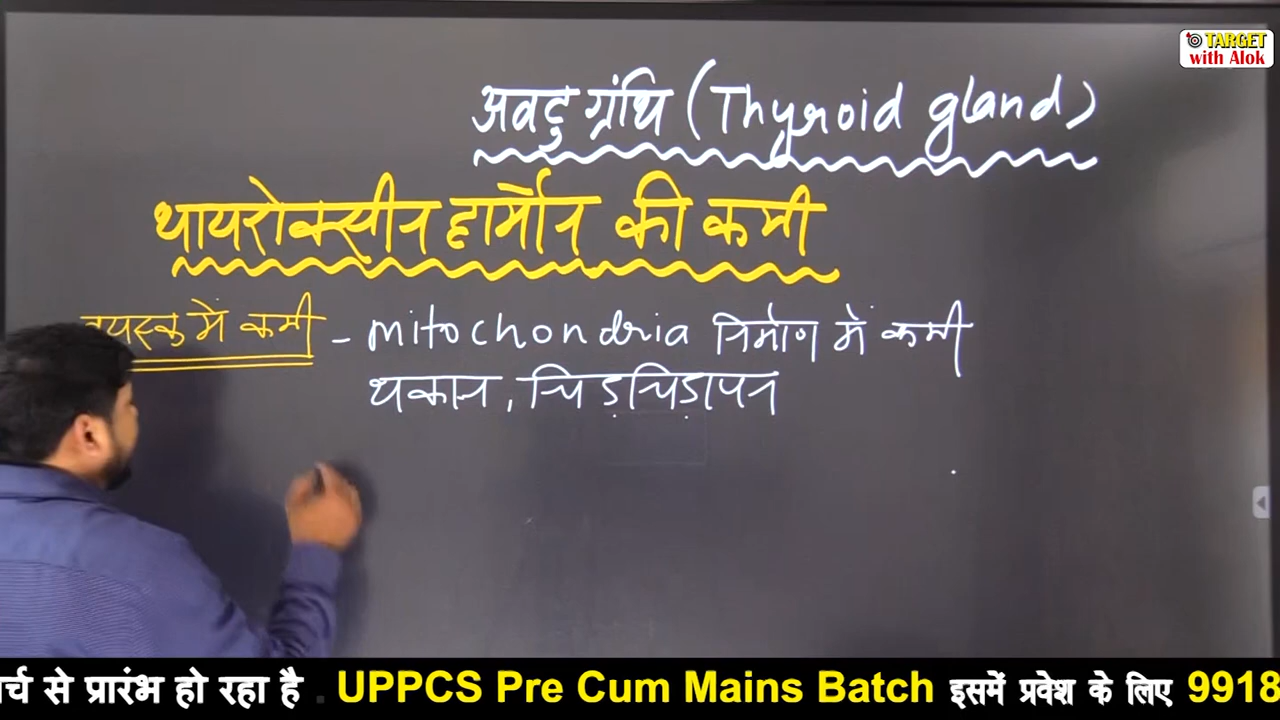 TARGET
with Alok
अवटु ग्रंथि (Thyroid gland)
थायरोक्सीन हार्मोन की कमी
वयस्क में कमी - mitochondria निर्माण में कमी
थकान, चिड़चिड़ापन
र्च से प्रारंभ हो रहा है . UPPCS Pre Cum Mains Batch इसमें प्रवेश के लिए 9918